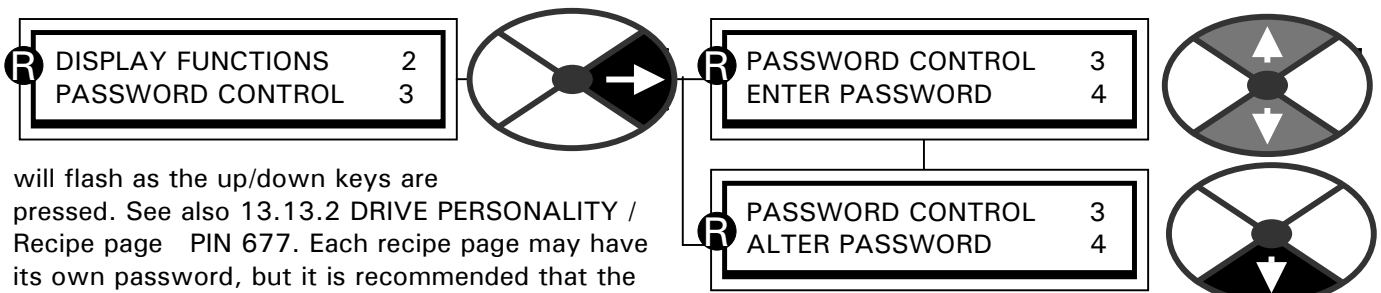 R DISPLAY FUNCTIONS 2
PASSWORD CONTROL 3
R PASSWORD CONTROL 3
ENTER PASSWORD 4
R PASSWORD CONTROL 3
ALTER PASSWORD 4
will flash as the up/down keys are
pressed. See also 13.13.2 DRIVE PERSONALITY /
Recipe page PIN 677. Each recipe page may have
its own password, but it is recommended that the